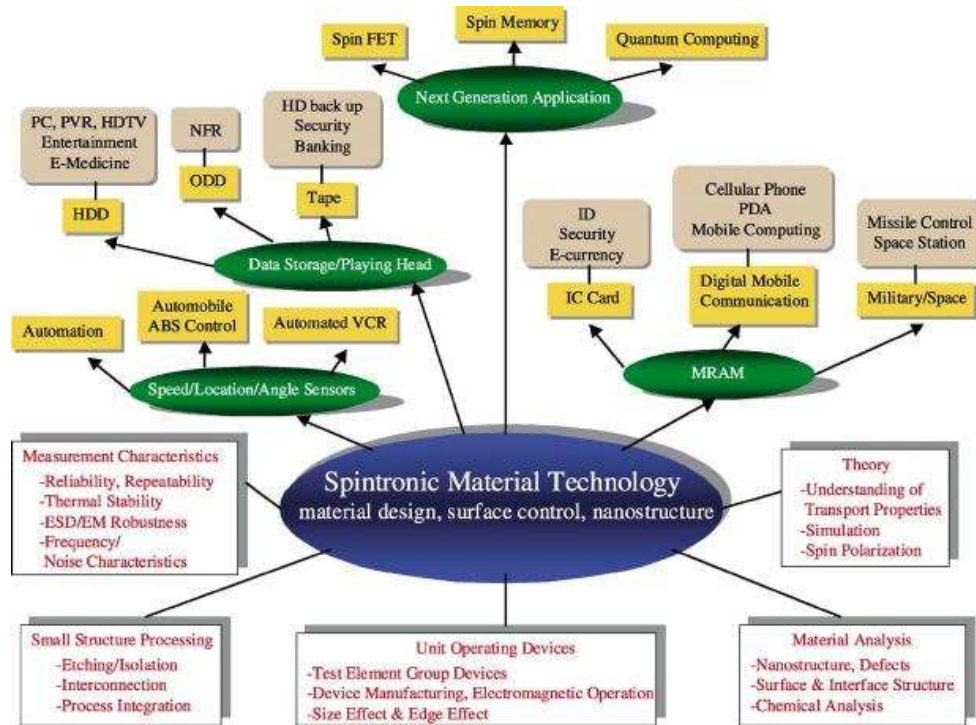 Spin Memory
Spin FET
Quantum Computing
Next Generation Application
PC, PVR, HDTV
Entertainment
E-Medicine
HDD
NFR
ODD
HD back up
Security
Banking
Tape
Data Storage/Playing Head
ID
Security
E-currency
IC Card
Cellular Phone
PDA
Mobile Computing
Digital Mobile
Communication
Missile Control
Space Station
Military/Space
MRAM
Automation
Automobile
ABS Control
Automated VCR
Speed/Location/Angle Sensors
Spintronic Material Technology
material design, surface control, nanostructure
Measurement Characteristics
-Reliability, Repeatability
-Thermal Stability
-ESD/EM Robustness
-Frequency/
Noise Characteristics
Theory
-Understanding of
Transport Properties
-Simulation
-Spin Polarization
Small Structure Processing
-Etching/Isolation
-Interconnection
-Process Integration
Unit Operating Devices
-Test Element Group Devices
-Device Manufacturing, Electromagnetic Operation
-Size Effect & Edge Effect
Material Analysis
-Nanostructure, Defects
-Surface & Interface Structure
-Chemical Analysis